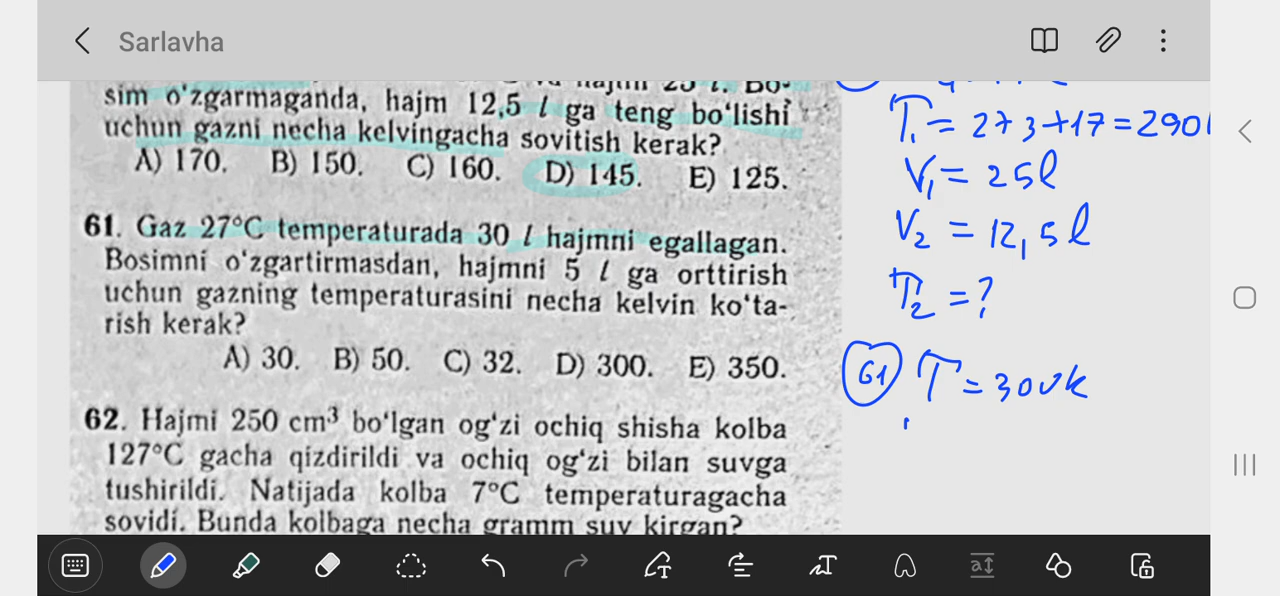 Sarlavha
hajmi 25 l. Bo-
sim o'zgarmaganda, hajm 12,5 l ga teng bo'lishi
uchun gazni necha kelvingacha sovitish kerak?
A) 170. B) 150. C) 160. D) 145. E) 125.
61. Gaz 27°C temperaturada 30 l hajmni egallagan.
Bosimni o'zgartirmasdan, hajmni 5 l ga orttirish
uchun gazning temperaturasini necha kelvin ko'ta-
rish kerak?
A) 30. B) 50. C) 32. D) 300. E) 350.
62. Hajmi 250 cm³ bo'lgan og'zi ochiq shisha kolba
127°C gacha qizdirildi va ochiq og'zi bilan suvga
tushirildi. Natijada kolba 7°C temperaturagacha
sovidi. Bunda kolbaga necha gramm suv kirgan?
T₁ = 273+17=290
V₁ = 25l
V₂ = 12,5l
T₂ =?
61 T = 300k